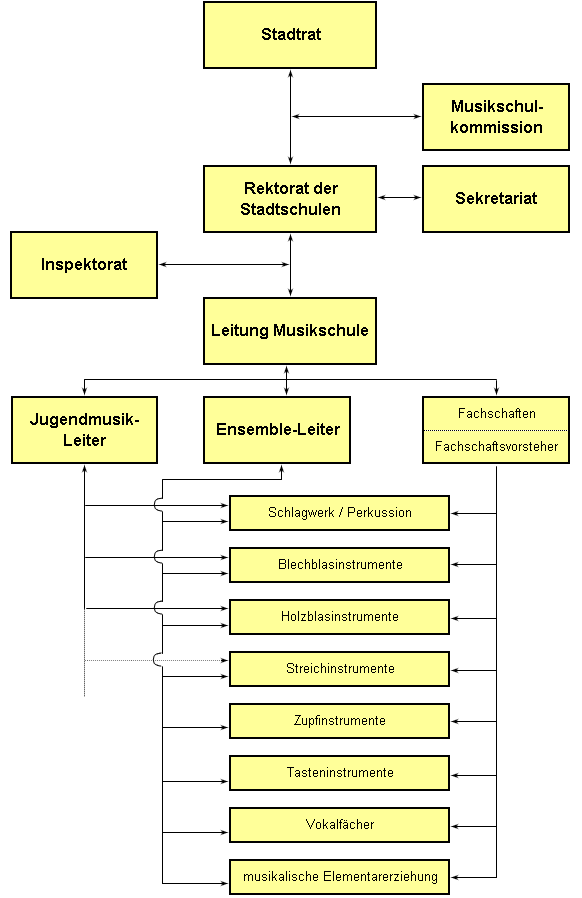 Stadtrat
Musikschul-
kommission
Rektorat der
Stadtschulen
Sekretariat
Inspektorat
Leitung Musikschule
Jugendmusik-
Leiter
Ensemble-Leiter
Fachschaften
Fachschaftsvorsteher
Schlagwerk / Perkussion
Blechblasinstrumente
Holzblasinstrumente
Streichinstrumente
Zupfinstrumente
Tasteninstrumente
Vokalfächer
musikalische Elementarerziehung